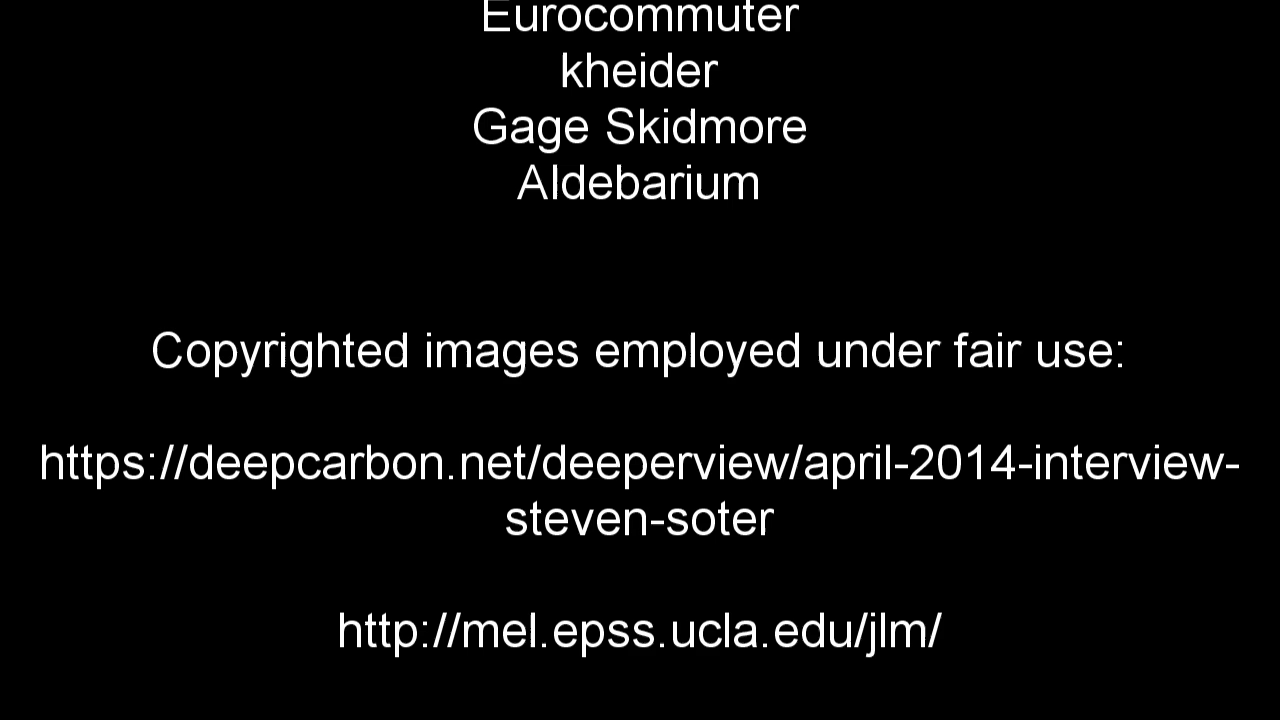 Eurocommuter
kheider
Gage Skidmore
Aldebarium
Copyrighted images employed under fair use:
https://deepcarbon.net/deeperview/april-2014-interview-
steven-soter
http://mel.epss.ucla.edu/jlm/